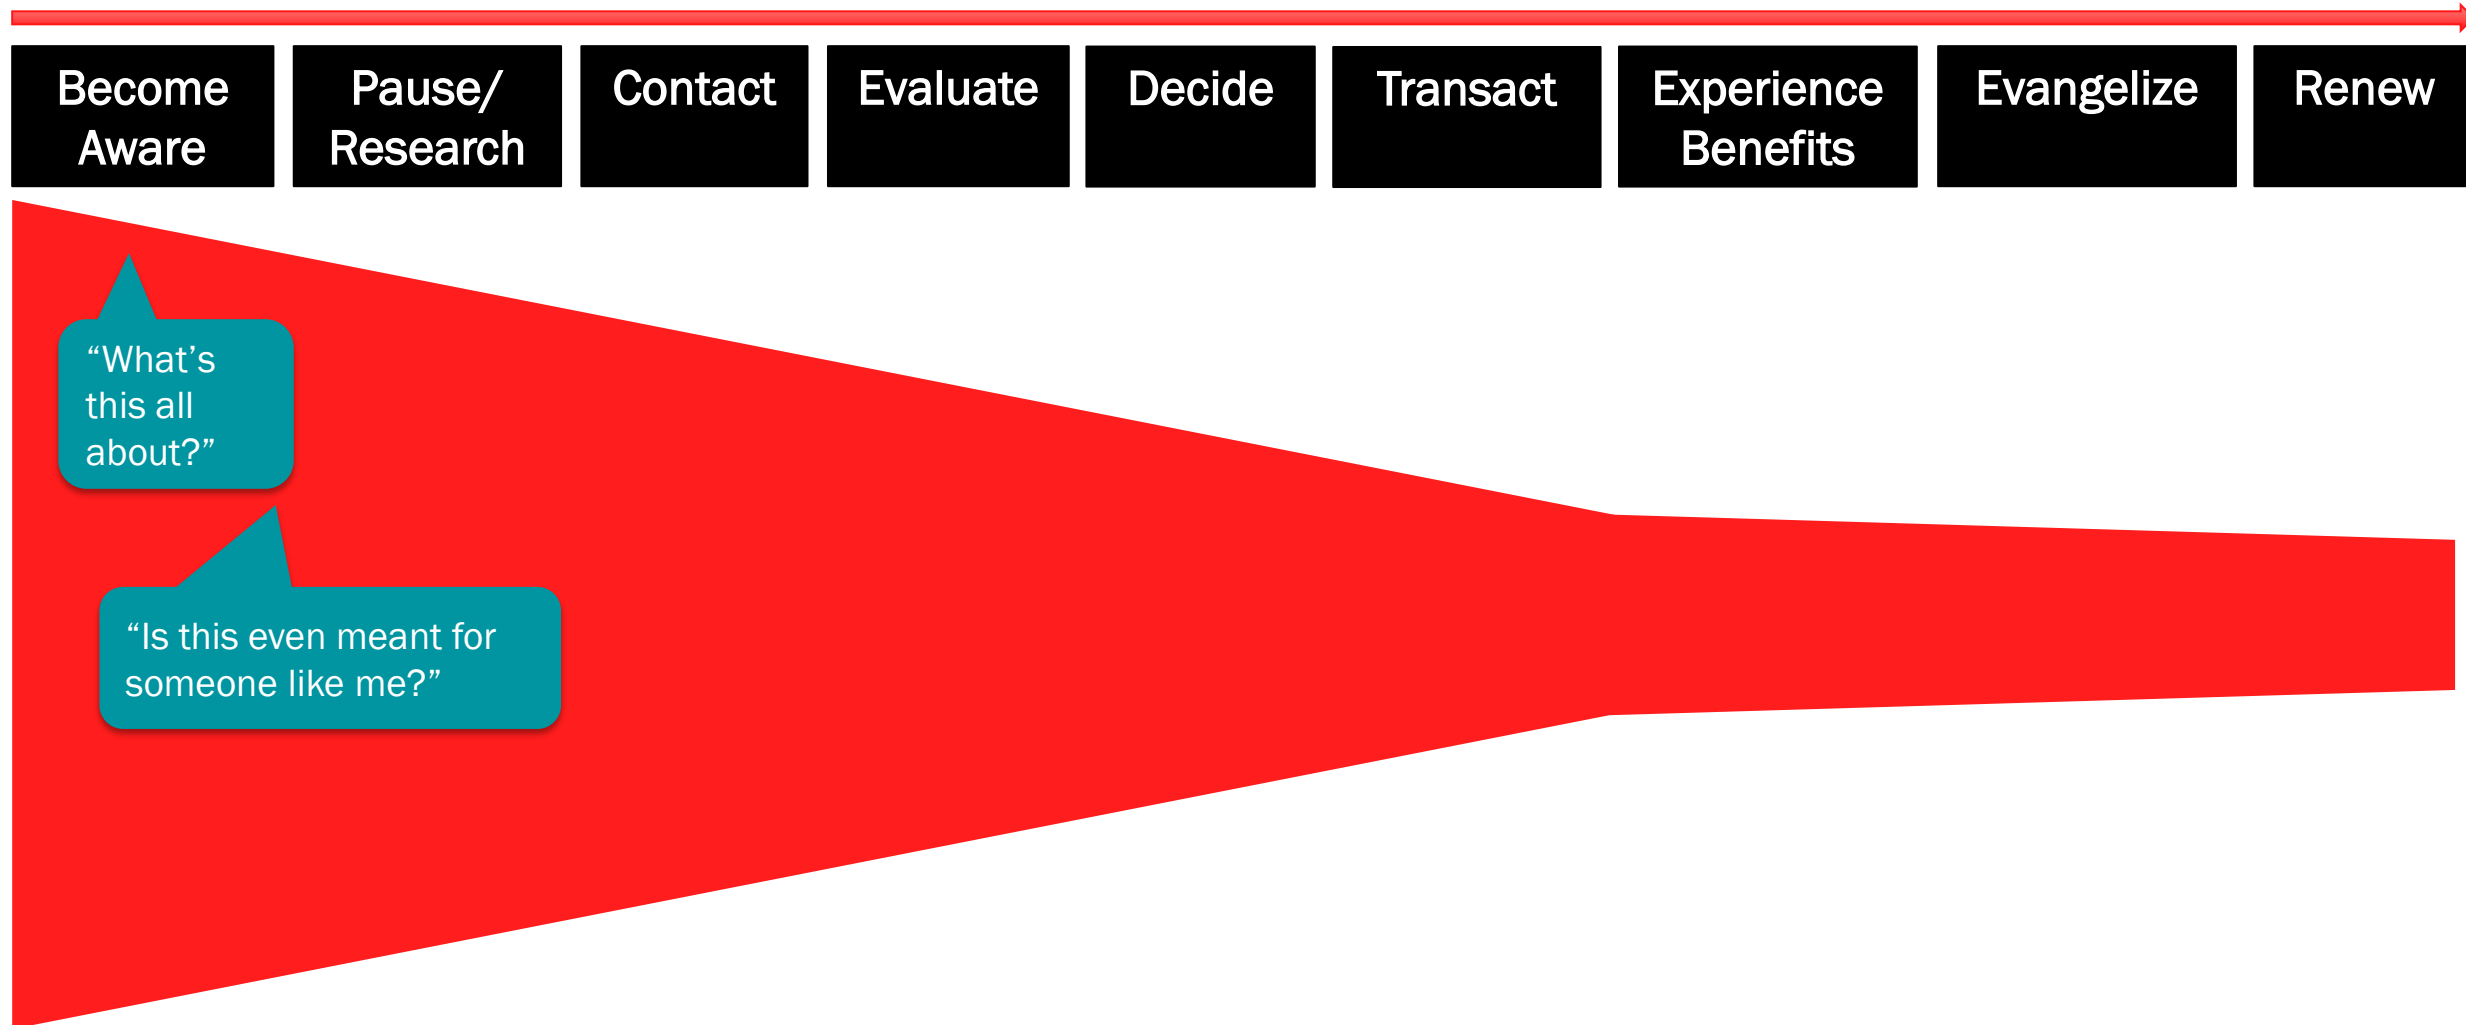 Become
Aware
Pause/
Research
Contact
Evaluate
Decide
Transact
Experience
Benefits
Evangelize
Renew
“What’s
this all
about?”
“Is this even meant for
someone like me?”